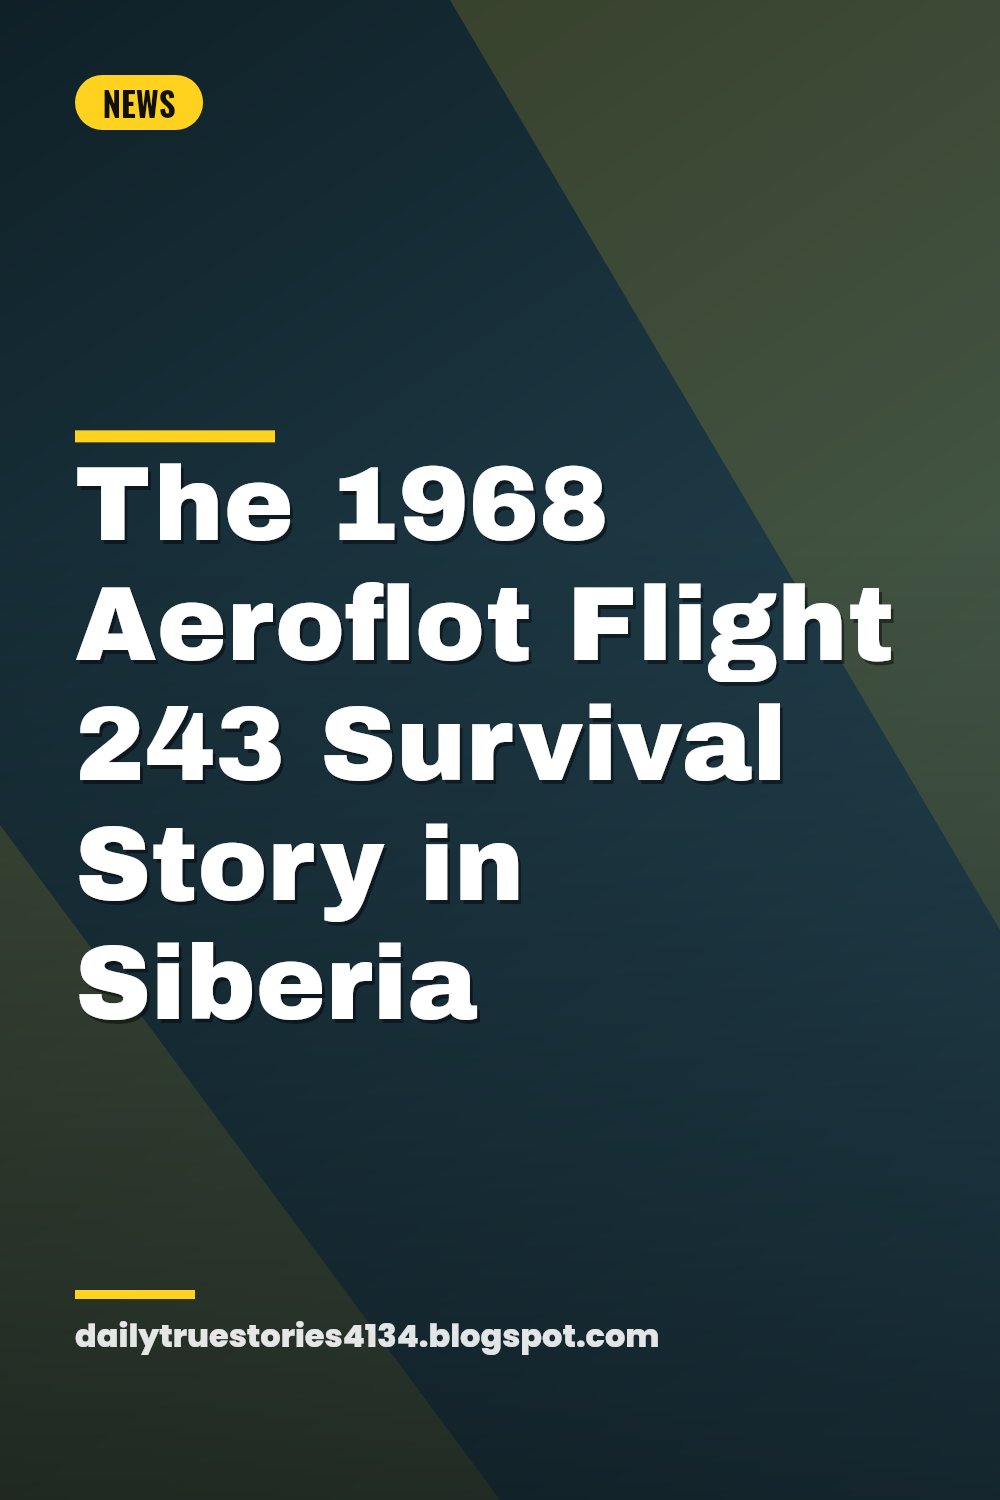 NEWS
The 1968
Aeroflot Flight
243 Survival
Story in
Siberia
dailytruestories4134.blogspot.com